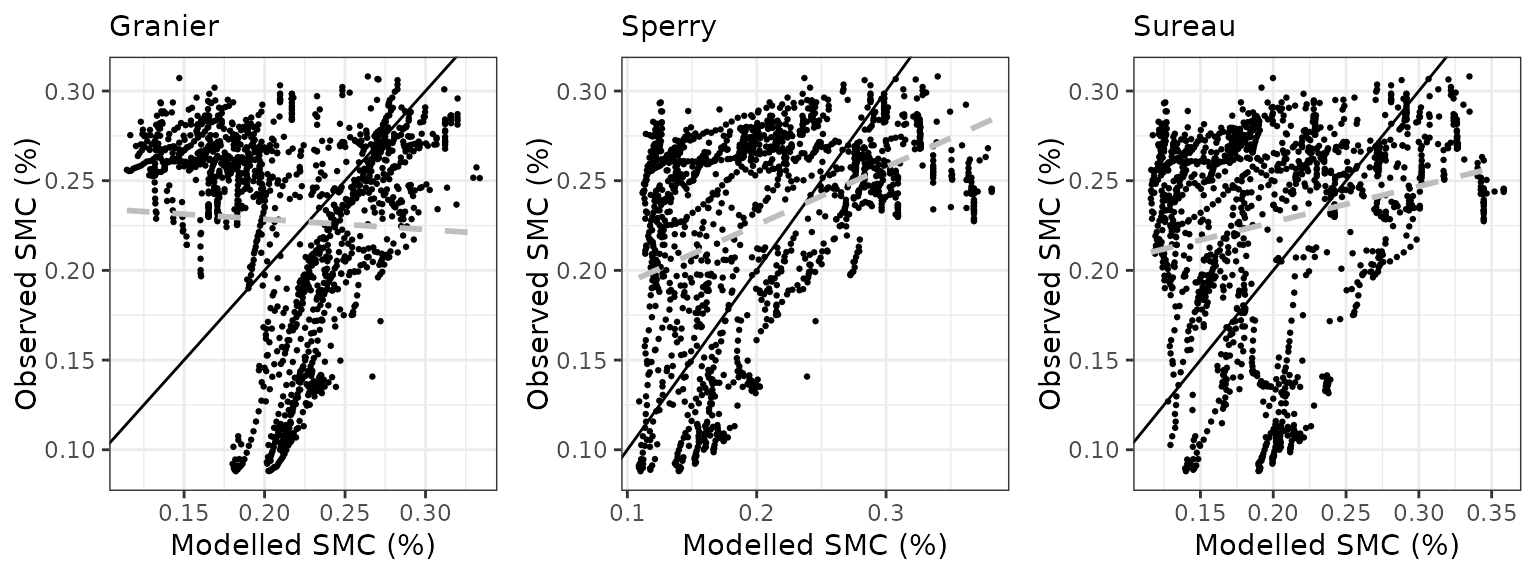 Granier
Sperry
Sureau
Observed SMC (%)
0.30
0.25
0.20
0.15
0.10
0.15 0.20 0.25 0.30
Modelled SMC (%)
Observed SMC (%)
0.30
0.25
0.20
0.15
0.10
0.1 0.2 0.3
Modelled SMC (%)
Observed SMC (%)
0.30
0.25
0.20
0.15
0.10
0.15 0.20 0.25 0.30 0.35
Modelled SMC (%)